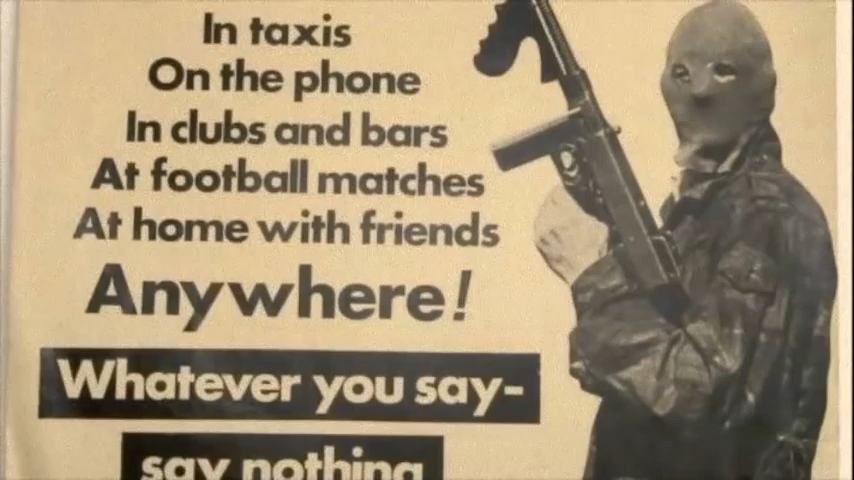 In taxis
On the phone
In clubs and bars
At football matches
At home with friends
Anywhere!
Whatever you say-
say nothing